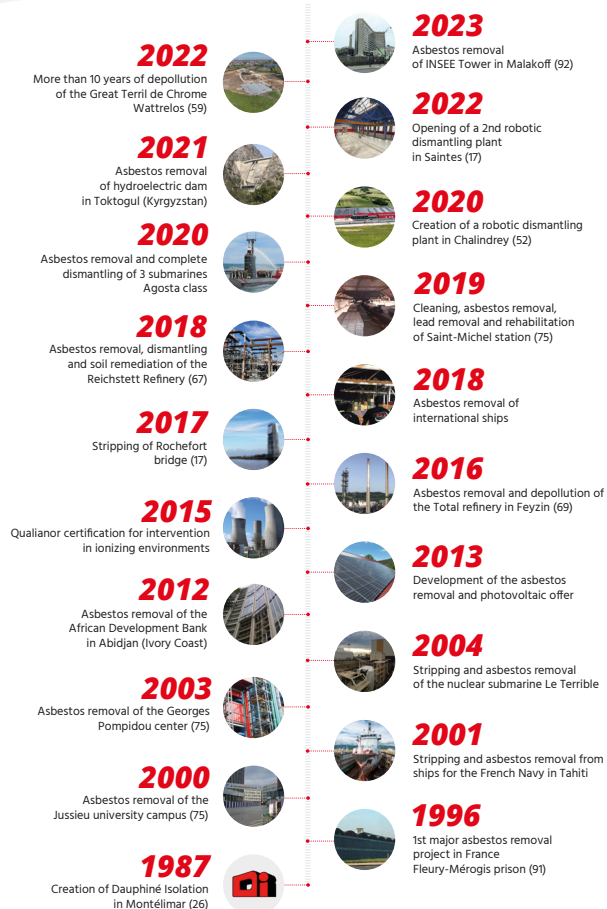 2023
Asbestos removal
of INSEE Tower in Malakoff (92)
2022
More than 10 years of depollution
of the Great Terril de Chrome
Wattrelos (59)
2022
Opening of a 2nd robotic
dismantling plant
in Saintes (17)
2021
Asbestos removal
of hydroelectric dam
in Toktogul (Kyrgyzstan)
2020
Creation of a robotic dismantling
plant in Chalindrey (52)
2020
Asbestos removal and complete
dismantling of 3 submarines
Agosta class
2019
Cleaning, asbestos removal,
lead removal and rehabilitation
of Saint-Michel station (75)
2018
Asbestos removal, dismantling
and soil remediation of the
Reichstett Refinery (67)
2018
Asbestos removal of
international ships
2017
Stripping of Rochefort
bridge (17)
2016
Asbestos removal and depollution of
the Total refinery in Feyzin (69)
2015
Qualianor certification for intervention
in ionizing environments
2013
Development of the asbestos
removal and photovoltaic offer
2012
Asbestos removal of the
African Development Bank
in Abidjan (Ivory Coast)
2004
Stripping and asbestos removal
of the nuclear submarine Le Terrible
2003
Asbestos removal of the Georges
Pompidou center (75)
2001
Stripping and asbestos removal from
ships for the French Navy in Tahiti
2000
Asbestos removal of the
Jussieu university campus (75)
1996
1st major asbestos removal
project in France
Fleury-Mérogis prison (91)
1987
Creation of Dauphiné Isolation
in Montélimar (26)
Di